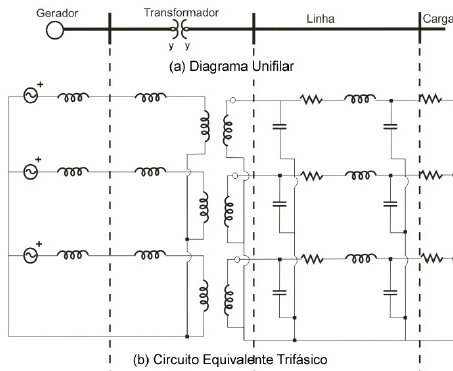 Gerador
Transformador
Linha
Carga
y y
(a) Diagrama Unifilar
+
+
+
(b) Circuito Equivalente Trifásico